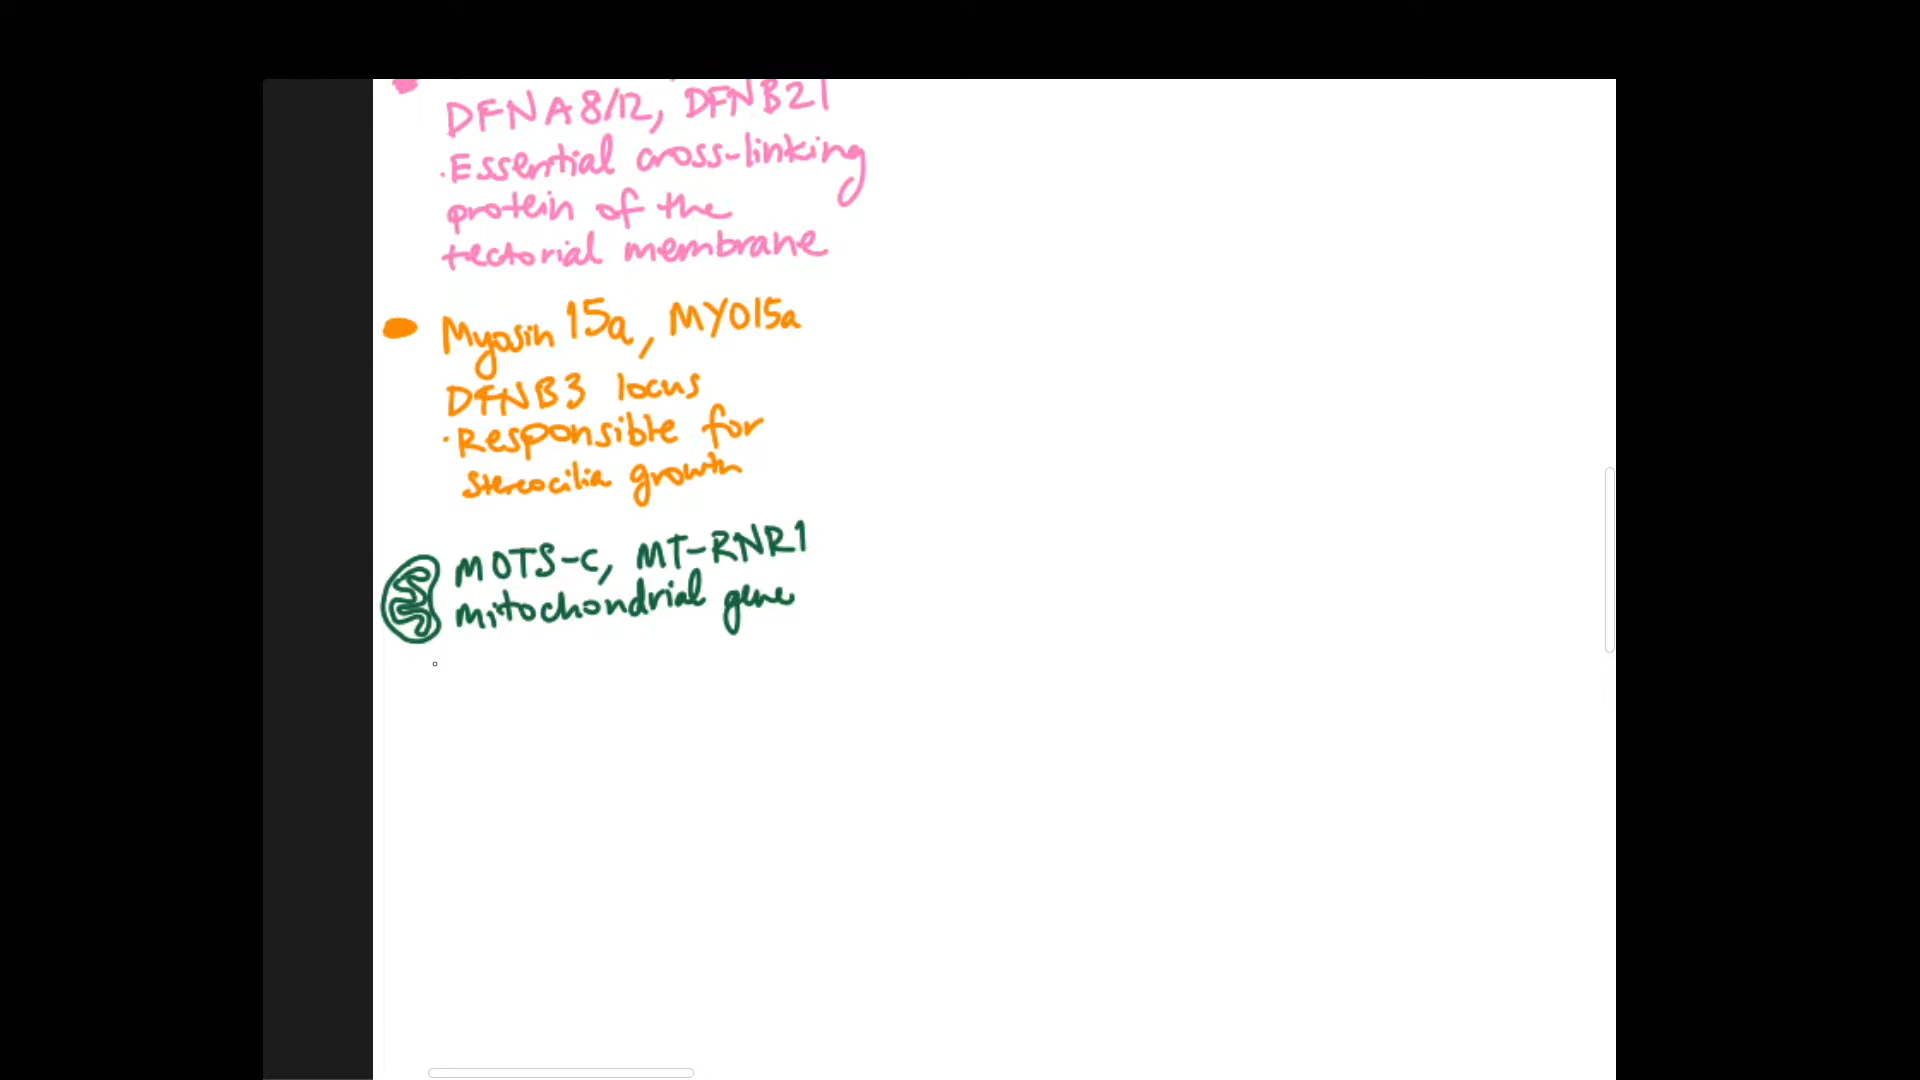 DFNA8/12, DFNB21
·Essential cross-linking
protein of the
tectorial membrane
Myosin 15a, MYO15a
DFNB3 locus
·Responsible for
stereocilia growth
MOTS-c, MT-RNR1
mitochondrial gene